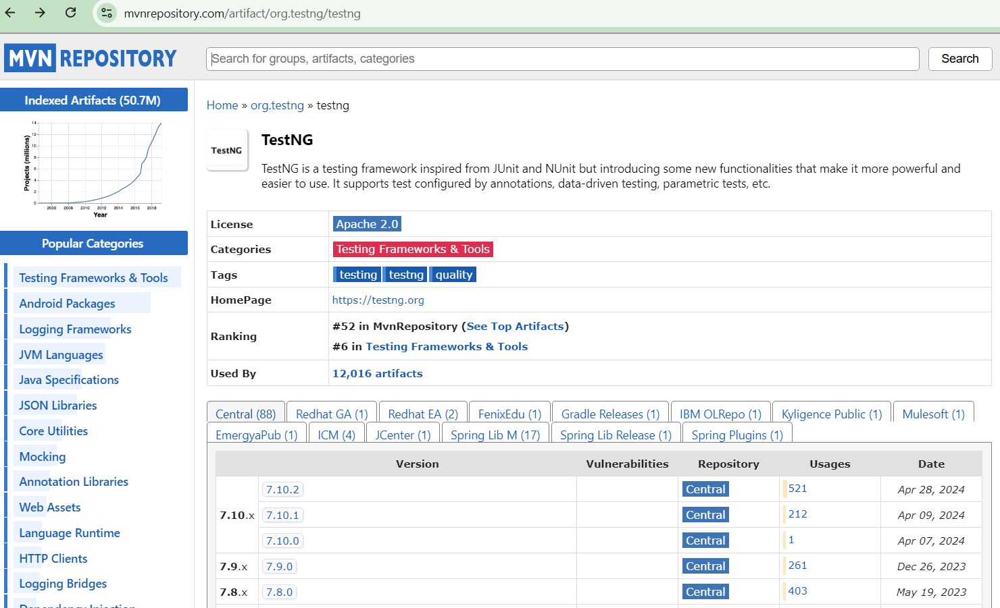 mvnrepository.com/artifact/org.testng/testng
MVN REPOSITORY
Search for groups, artifacts, categories
Search
Indexed Artifacts (50.7M)
Projects (millions)
14
12
10
8
6
4
2
0
2006 2008 2010 2012 2014 2016 2018
Year
Popular Categories
Testing Frameworks & Tools
Android Packages
Logging Frameworks
JVM Languages
Java Specifications
JSON Libraries
Core Utilities
Mocking
Annotation Libraries
Web Assets
Language Runtime
HTTP Clients
Logging Bridges
Dependency Injection
Home » org.testng » testng
TestNG
TestNG
TestNG is a testing framework inspired from JUnit and NUnit but introducing some new functionalities that make it more powerful and
easier to use. It supports test configured by annotations, data-driven testing, parametric tests, etc.
License Apache 2.0
Categories Testing Frameworks & Tools
Tags testing testng quality
HomePage https://testng.org
Ranking #52 in MvnRepository (See Top Artifacts)
#6 in Testing Frameworks & Tools
Used By 12,016 artifacts
Central (88) Redhat GA (1) Redhat EA (2) FenixEdu (1) Gradle Releases (1) IBM OLRepo (1) Kyligence Public (1) Mulesoft (1)
EmergyaPub (1) ICM (4) JCenter (1) Spring Lib M (17) Spring Lib Release (1) Spring Plugins (1)
Version Vulnerabilities Repository Usages Date
7.10.2 Central 521 Apr 28, 2024
7.10.x 7.10.1 Central 212 Apr 09, 2024
7.10.0 Central 1 Apr 07, 2024
7.9.x 7.9.0 Central 261 Dec 26, 2023
7.8.x 7.8.0 Central 403 May 19, 2023